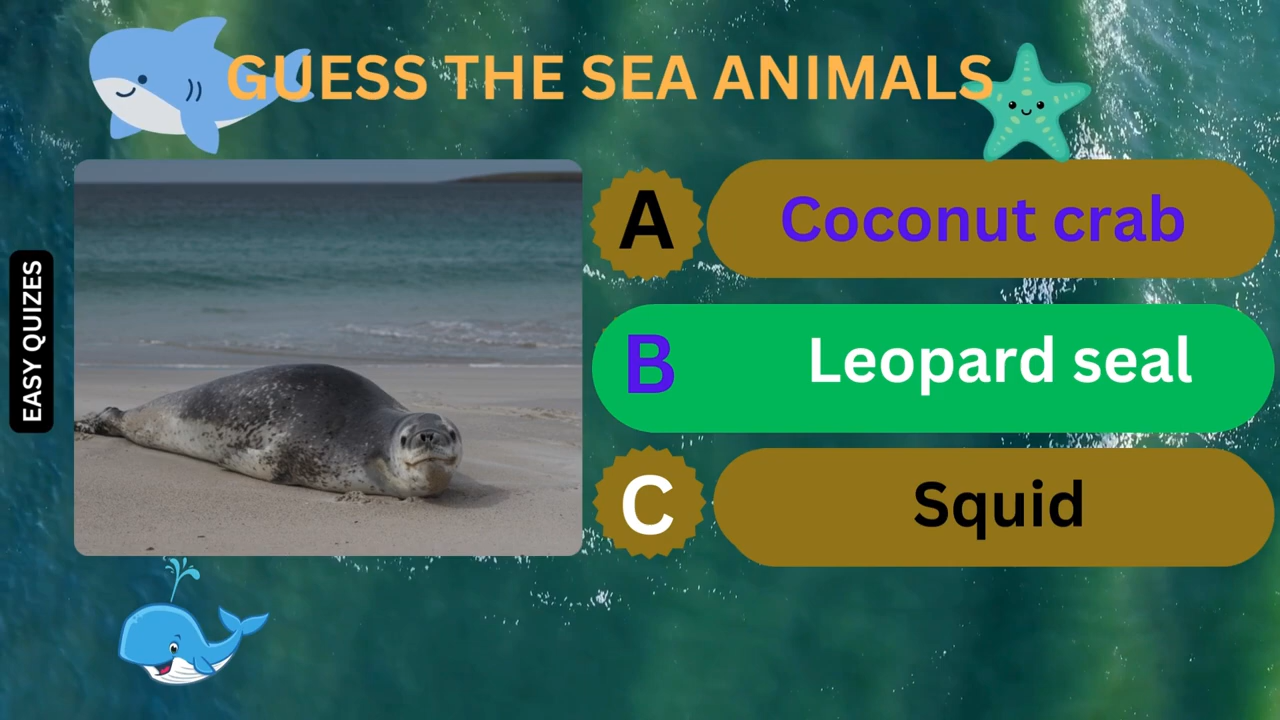 GUESS THE SEA ANIMALS
EASY QUIZES
A
Coconut crab
B
Leopard seal
C
Squid